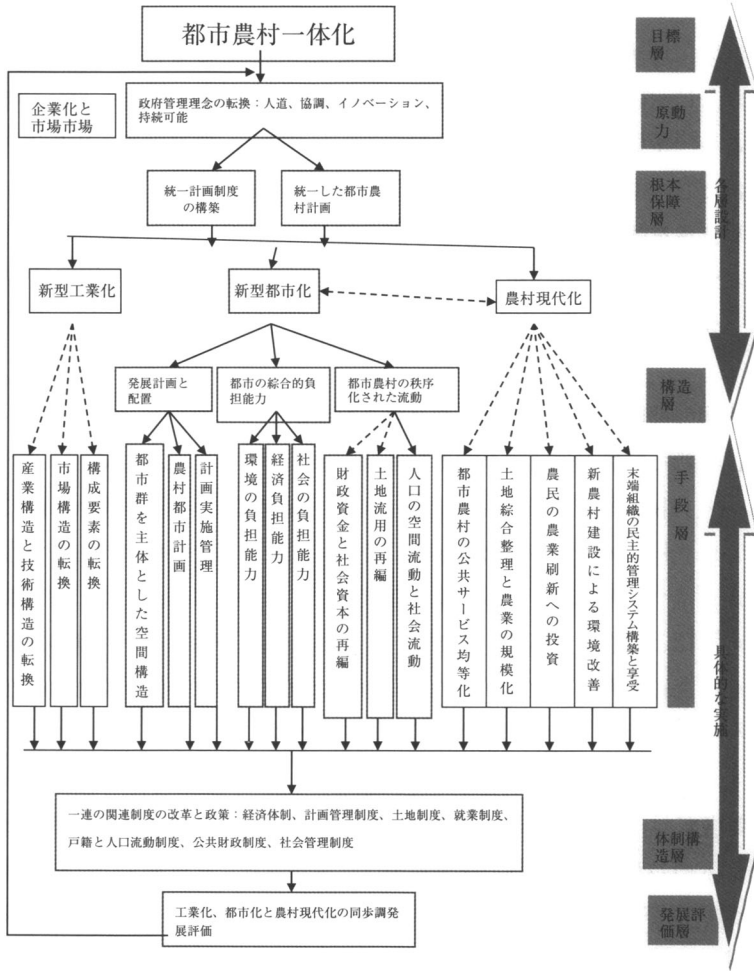 都市農村一体化
目標
層
企業化と
市場市場
政府管理理念の転換：人道、協調、イノベーション、
持続可能
原動
力
統一計画制度
の構築
統一した都市農
村計画
根本
保障
層
各層設計
新型工業化
新型都市化
農村現代化
発展計画と
配置
都市の綜合的負
担能力
都市農村の秩序
化された流動
構造
層
産業構造と技術構造の転換
市場構造の転換
構成要素の転換
都市群を主体とした空間構造
農村都市計画
計画実施管理
環境の負担能力
経済負担能力
社会の負担能力
財政資金と社会資本の再編
土地流用の再編
人口の空間流動と社会流動
都市農村の公共サービス均等化
土地綜合整理と農業の規模化
農民の農業刷新への投資
新農村建設による環境改善
末端組織の民主的管理システム構築と享受
手段層
具体的な実施
一連の関連制度の改革と政策：経済体制、計画管理制度、土地制度、就業制度、
戸籍と人口流動制度、公共財政制度、社会管理制度
体制構
造層
工業化、都市化と農村現代化の同歩調発
展評価
発展評
価層